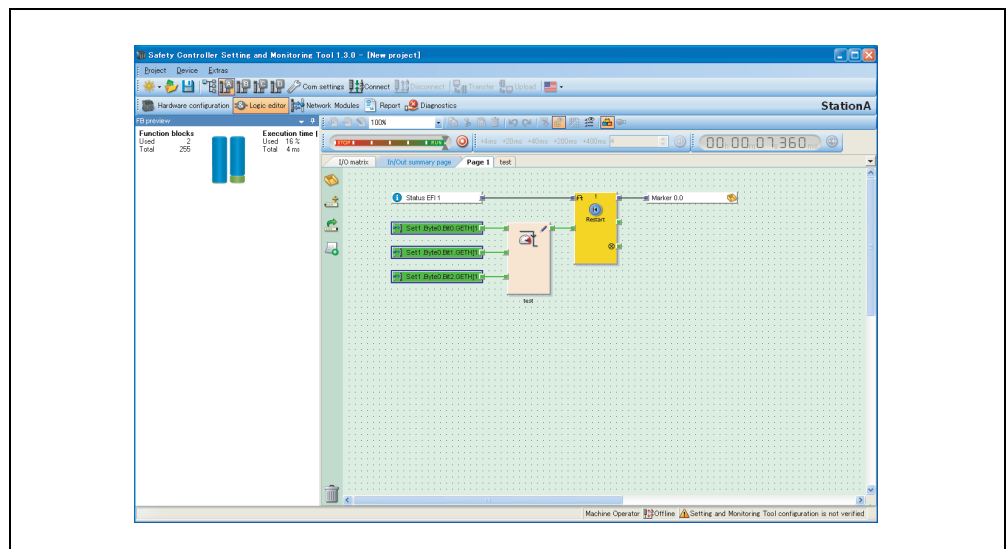 Safety Controller Setting and Monitoring Tool 1.3.0 - [New project]
Project Device Extras
Com settings Connect Disconnect Transfer Upload
Hardware configuration Logic editor Network Modules Report Diagnostics StationA
FB preview
100%
Function blocks
Used 2
Total 255
Execution time [
Used 16 %
Total 4 ms
STOP RUN +4ms +20ms +40ms +200ms +400ms 4 00:00:07.360
I/O matrix In/Out summary page Page 1 test
Status EFI 1
Restart
Marker 0.0
Set1.Byte0.Bit0.GETH[1
Set1.Byte0.Bit1.GETH[1
Set1.Byte0.Bit2.GETH[1
test
Machine Operator Offline Setting and Monitoring Tool configuration is not verified